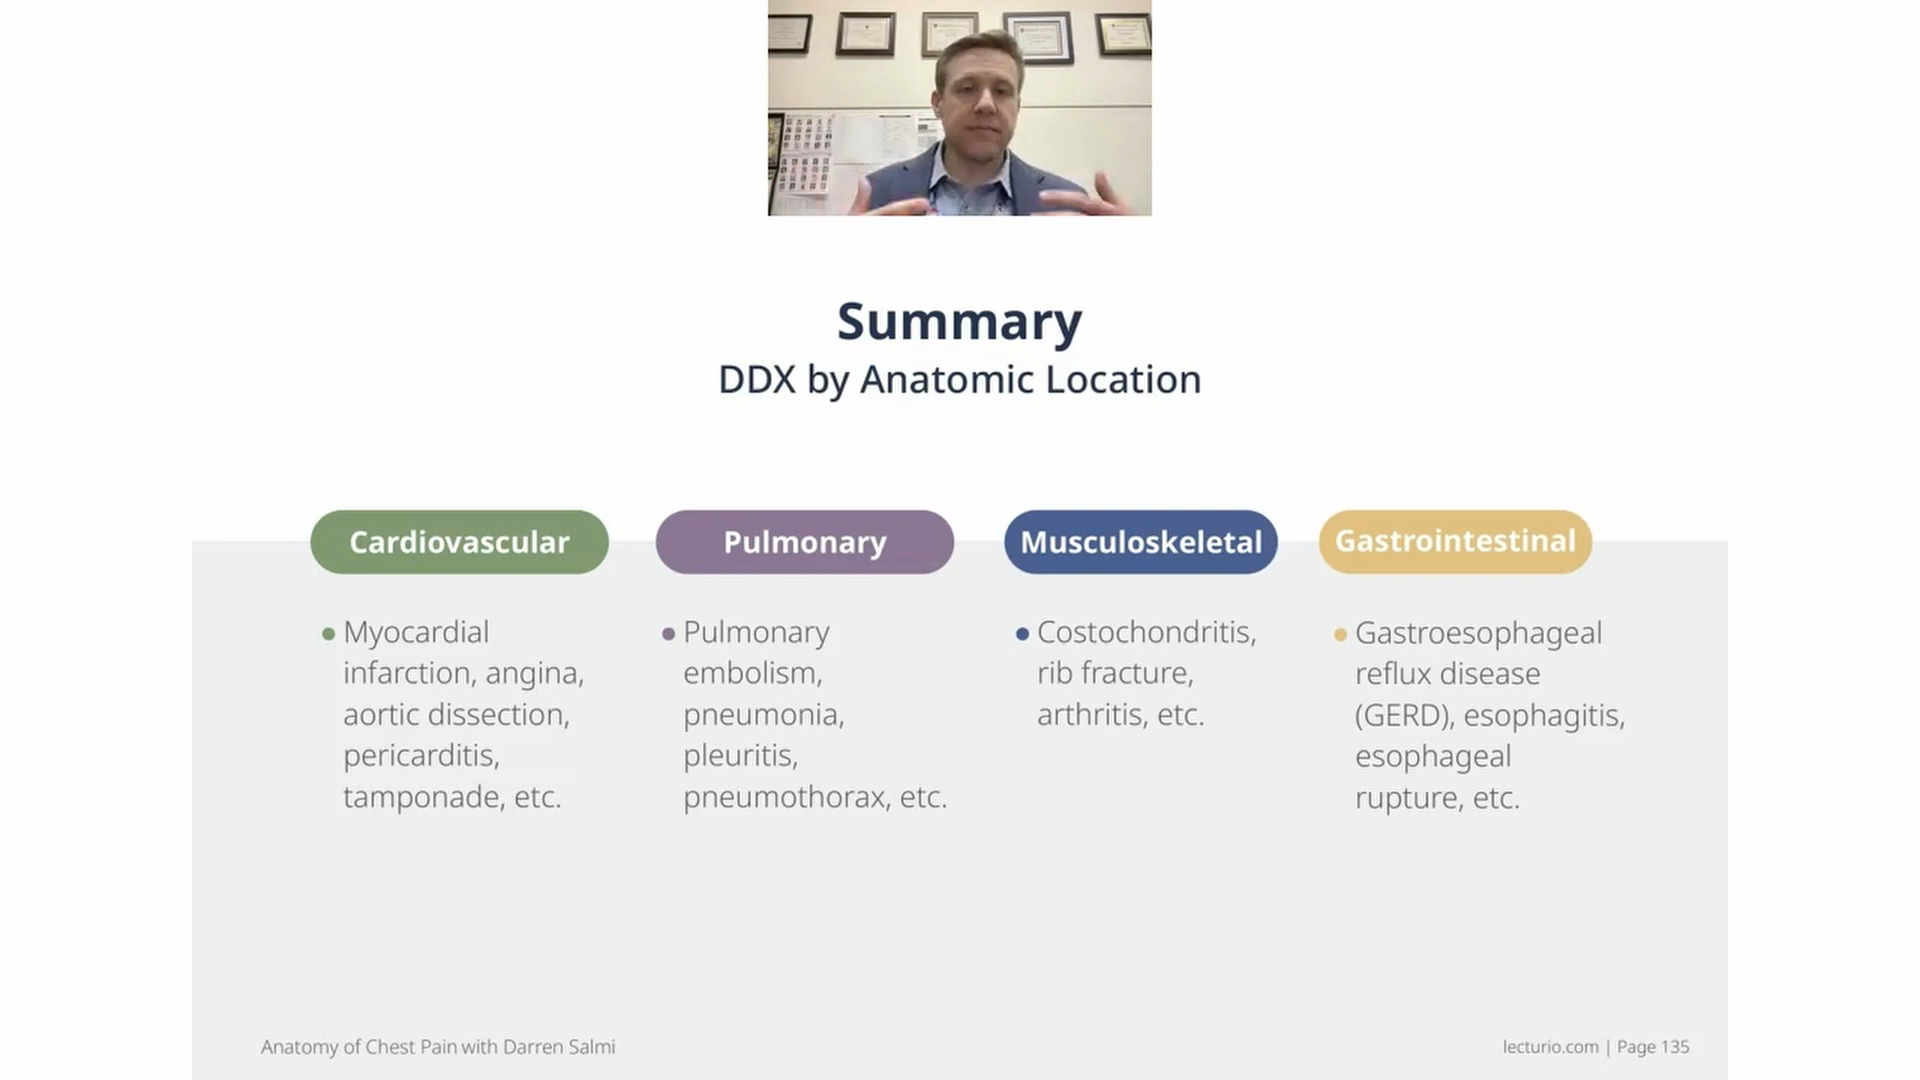 Summary
DDX by Anatomic Location
Cardiovascular
Myocardial
infarction, angina,
aortic dissection,
pericarditis,
tamponade, etc.
Pulmonary
Pulmonary
embolism,
pneumonia,
pleuritis,
pneumothorax, etc.
Musculoskeletal
Costochondritis,
rib fracture,
arthritis, etc.
Gastrointestinal
Gastroesophageal
reflux disease
(GERD), esophagitis,
esophageal
rupture, etc.
Anatomy of Chest Pain with Darren Salmi
lecturio.com | Page 135